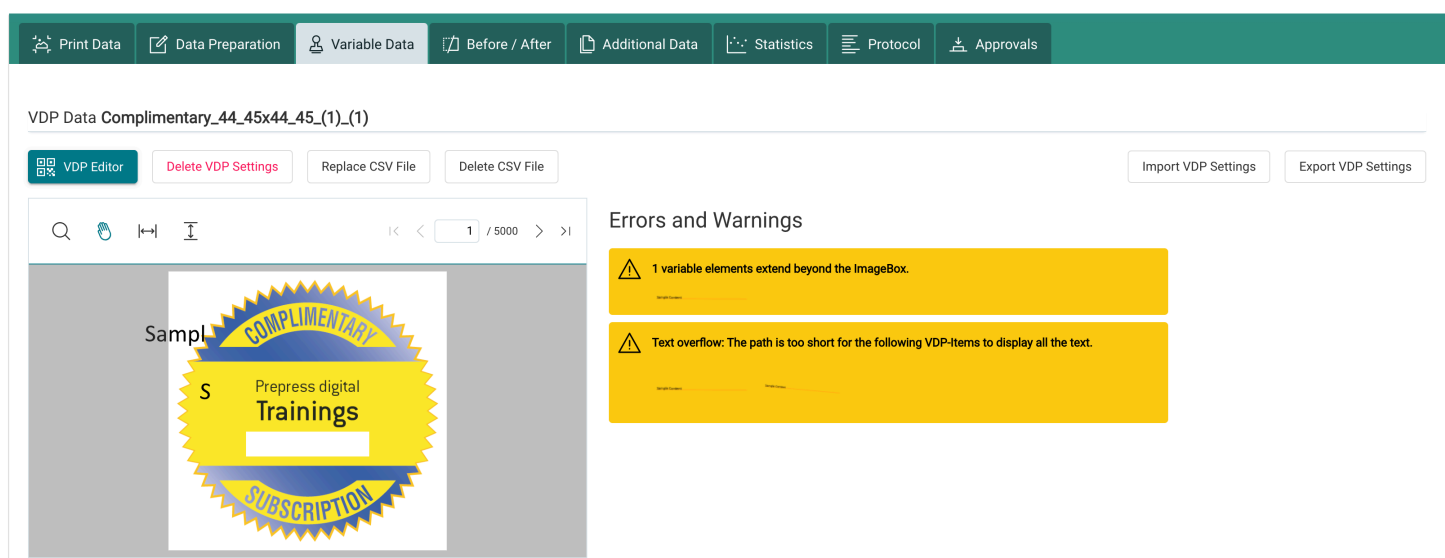 Print Data
Data Preparation
Variable Data
Before / After
Additional Data
Statistics
Protocol
Approvals
VDP Data Complimentary_44_45x44_45_(1)_(1)
VDP Editor
Delete VDP Settings
Replace CSV File
Delete CSV File
Import VDP Settings
Export VDP Settings
1 / 5000
COMPLIMENTARY
Sampl
S
Prepress digital
Trainings
SUBSCRIPTION
Errors and Warnings
1 variable elements extend beyond the ImageBox.
Text overflow: The path is too short for the following VDP-Items to display all the text.